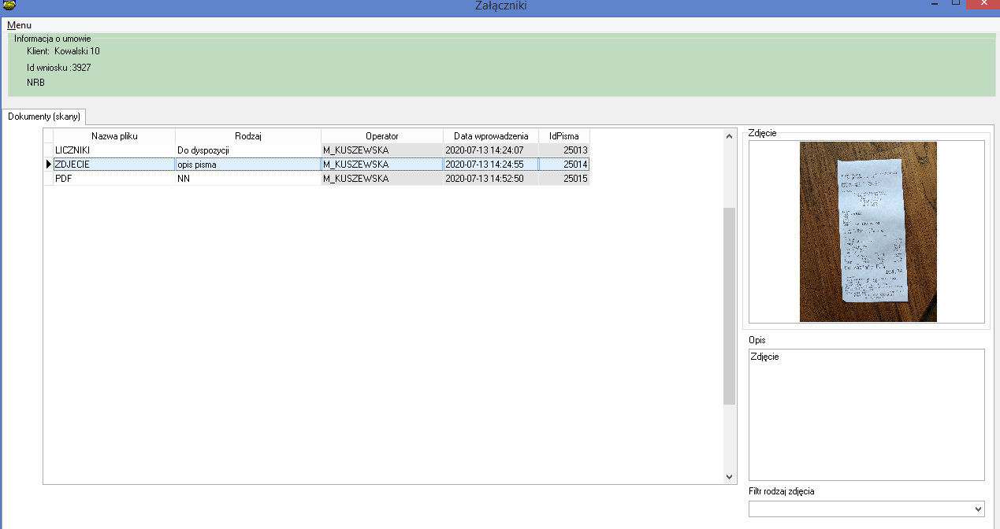 Załączniki
Menu
Informacja o umowie
Klient: Kowalski 10
Id wniosku :3927
NRB
Dokumenty (skany)
Nazwa pliku Rodzaj Operator Data wprowadzenia IdPisma
LICZNIKI Do dyspozycji M_KUSZEWSKA 2020-07-13 14:24:07 25013
ZDJECIE opis pisma M_KUSZEWSKA 2020-07-13 14:24:55 25014
PDF NN M_KUSZEWSKA 2020-07-13 14:52:50 25015
Zdjęcie
Opis
Zdjęcie
Filtr rodzaj zdjęcia